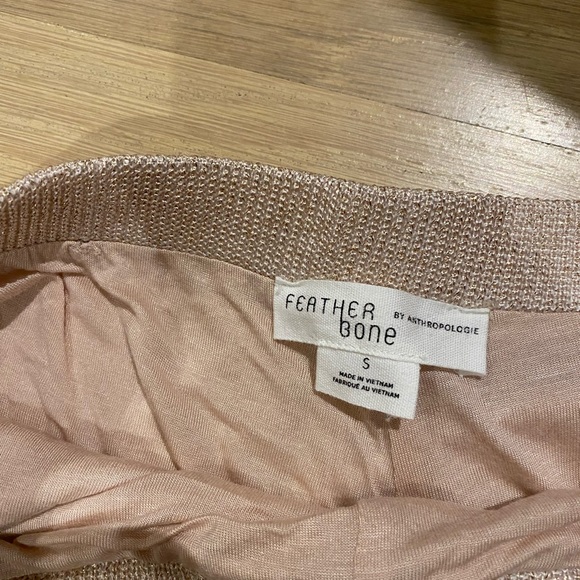 FEATHER
bone
BY ANTHROPOLOGIE
S
MADE IN VIETNAM
FABRIQUÉ AU VIETNAM